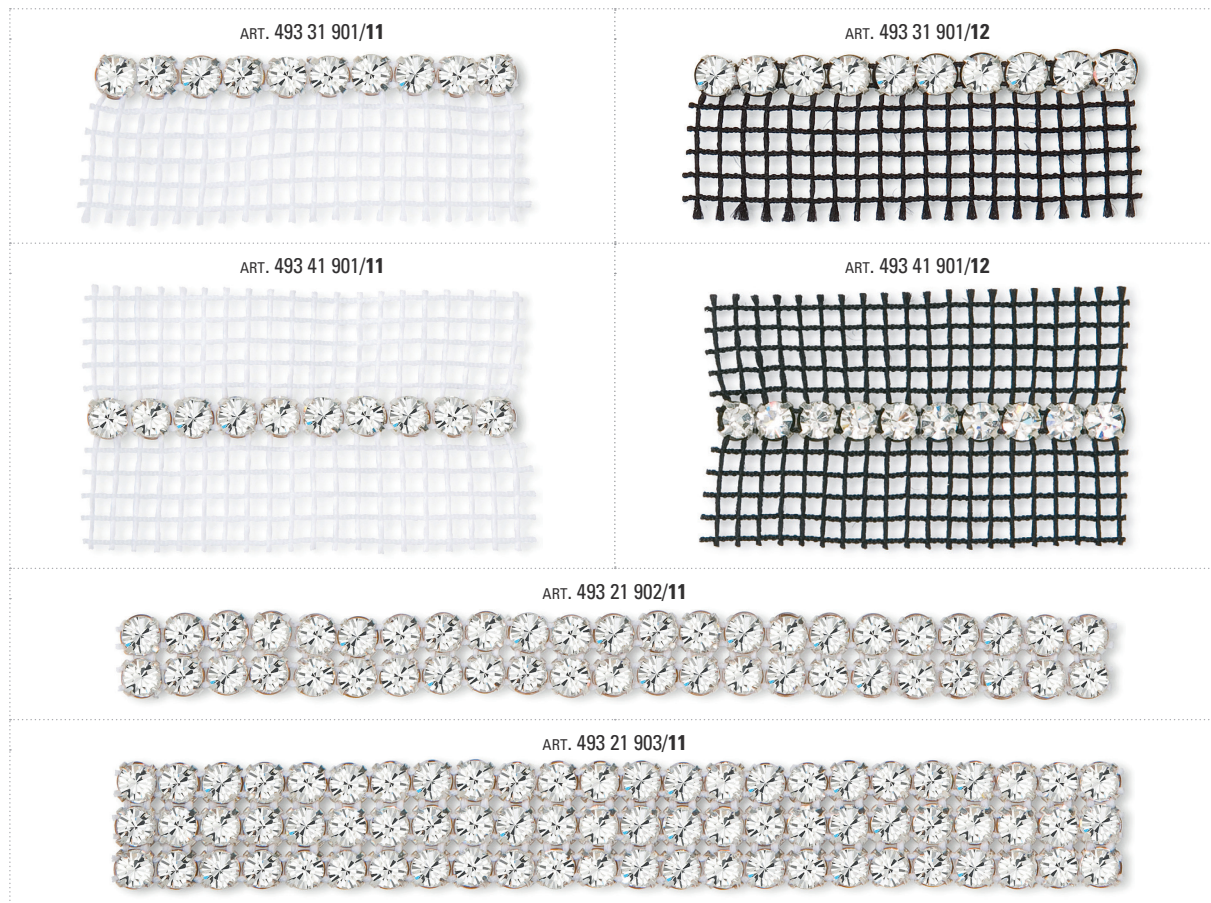 ART. 493 31 901/11
ART. 493 31 901/12
ART. 493 41 901/11
ART. 493 41 901/12
ART. 493 21 902/11
ART. 493 21 903/11